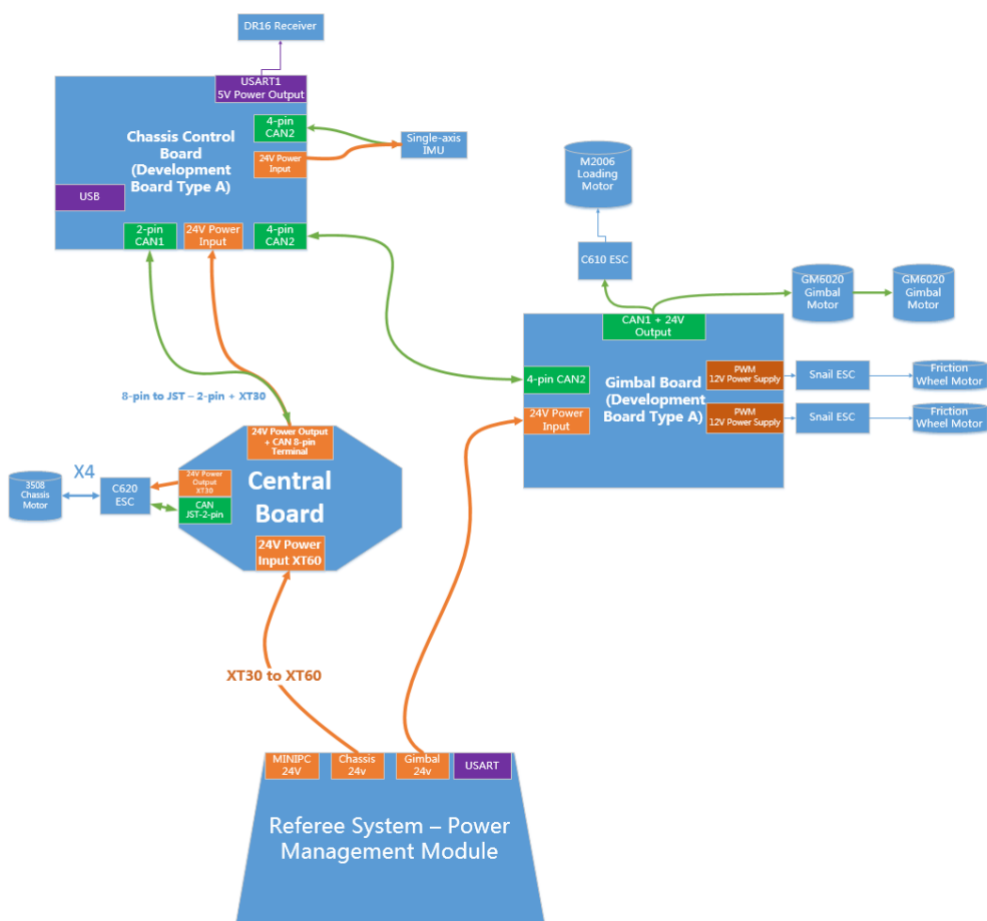 DR16 Receiver
USART1
5V Power Output
4-pin
CAN2
Chassis Control
Board
(Development
Board Type A)
24V Power
Input
Single-axis
IMU
USB
2-pin
CAN1
24V Power
Input
4-pin
CAN2
M2006
Loading
Motor
C610 ESC
GM6020
Gimbal
Motor
GM6020
Gimbal
Motor
CAN1 + 24V
Output
4-pin CAN2
24V Power
Input
Gimbal Board
(Development
Board Type A)
PWM
12V Power Supply
Snail ESC
Friction
Wheel Motor
PWM
12V Power Supply
Snail ESC
Friction
Wheel Motor
8-pin to JST – 2-pin + XT30
24V Power Output
+ CAN 8-pin
Terminal
Central
Board
X4
3508
Chassis
Motor
C620
ESC
24V Power
Output
XT30
CAN
JST-2-pin
24V Power
Input XT60
XT30 to XT60
MINIPC
24V
Chassis
24v
Gimbal
24v
USART
Referee System – Power
Management Module